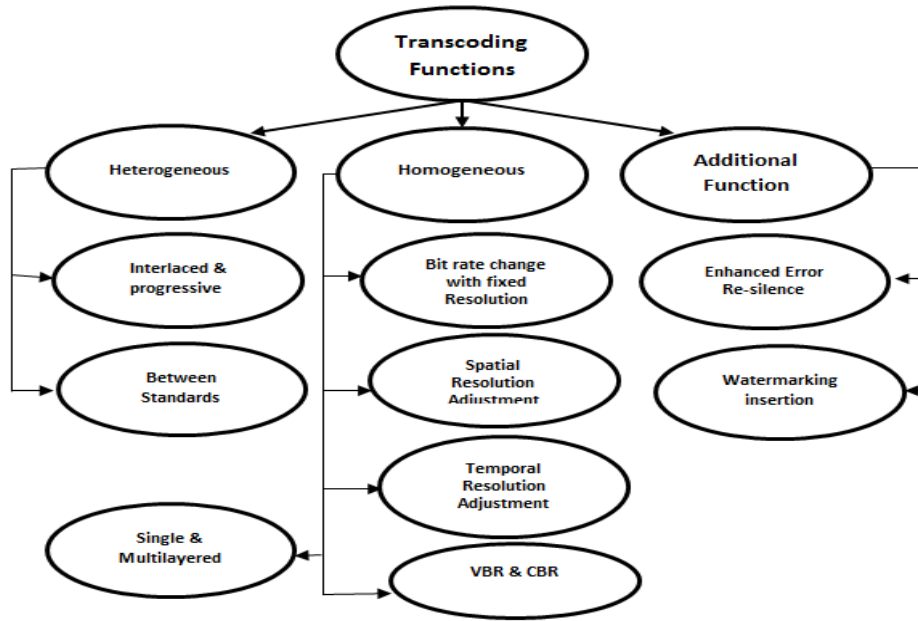 Transcoding
Functions
Heterogeneous
Homogeneous
Additional
Function
Interlaced &
progressive
Bit rate change
with fixed
Resolution
Enhanced Error
Re-silence
Between
Standards
Spatial
Resolution
Adjustment
Watermarking
insertion
Temporal
Resolution
Adjustment
Single &
Multilayered
VBR & CBR